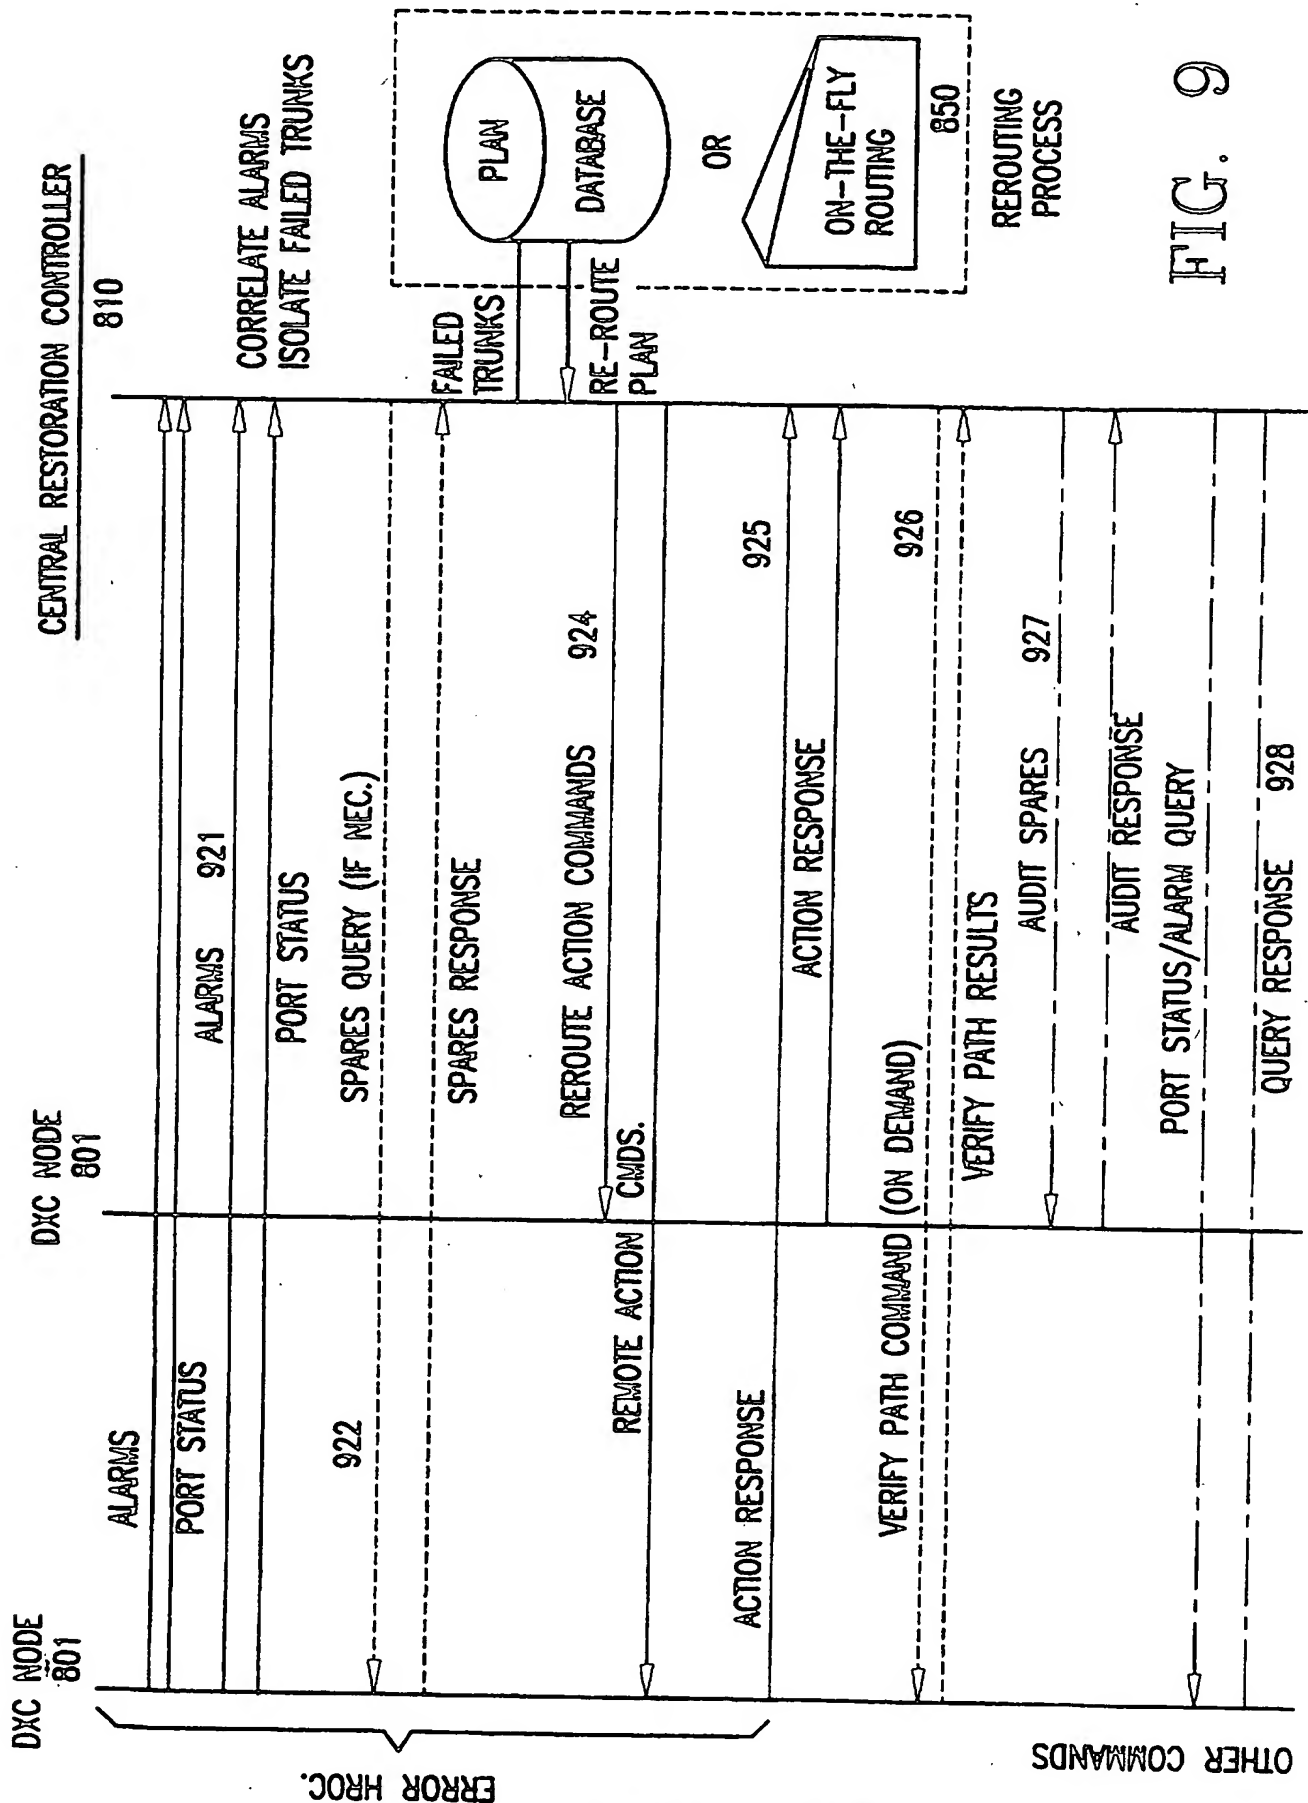 DXC NODE
801
DXC NODE
801
CENTRAL RESTORATION CONTROLLER
810
ALARMS
PORT STATUS
ALARMS 921
PORT STATUS
CORRELATE ALARMS
ISOLATE FAILED TRUNKS
922
SPARES QUERY (IF NEC.)
SPARES RESPONSE
FAILED
TRUNKS
RE-ROUTE
PLAN
PLAN
DATABASE
OR
ON-THE-FLY
ROUTING
850
REROUTING
PROCESS
REROUTE ACTION COMMANDS 924
REMOTE ACTION CMDS.
ACTION RESPONSE
925
ACTION RESPONSE
VERIFY PATH COMMAND (ON DEMAND) 926
VERIFY PATH RESULTS
AUDIT SPARES 927
AUDIT RESPONSE
PORT STATUS/ALARM QUERY
QUERY RESPONSE 928
ERROR HROC.
OTHER COMMANDS
FIG. 9